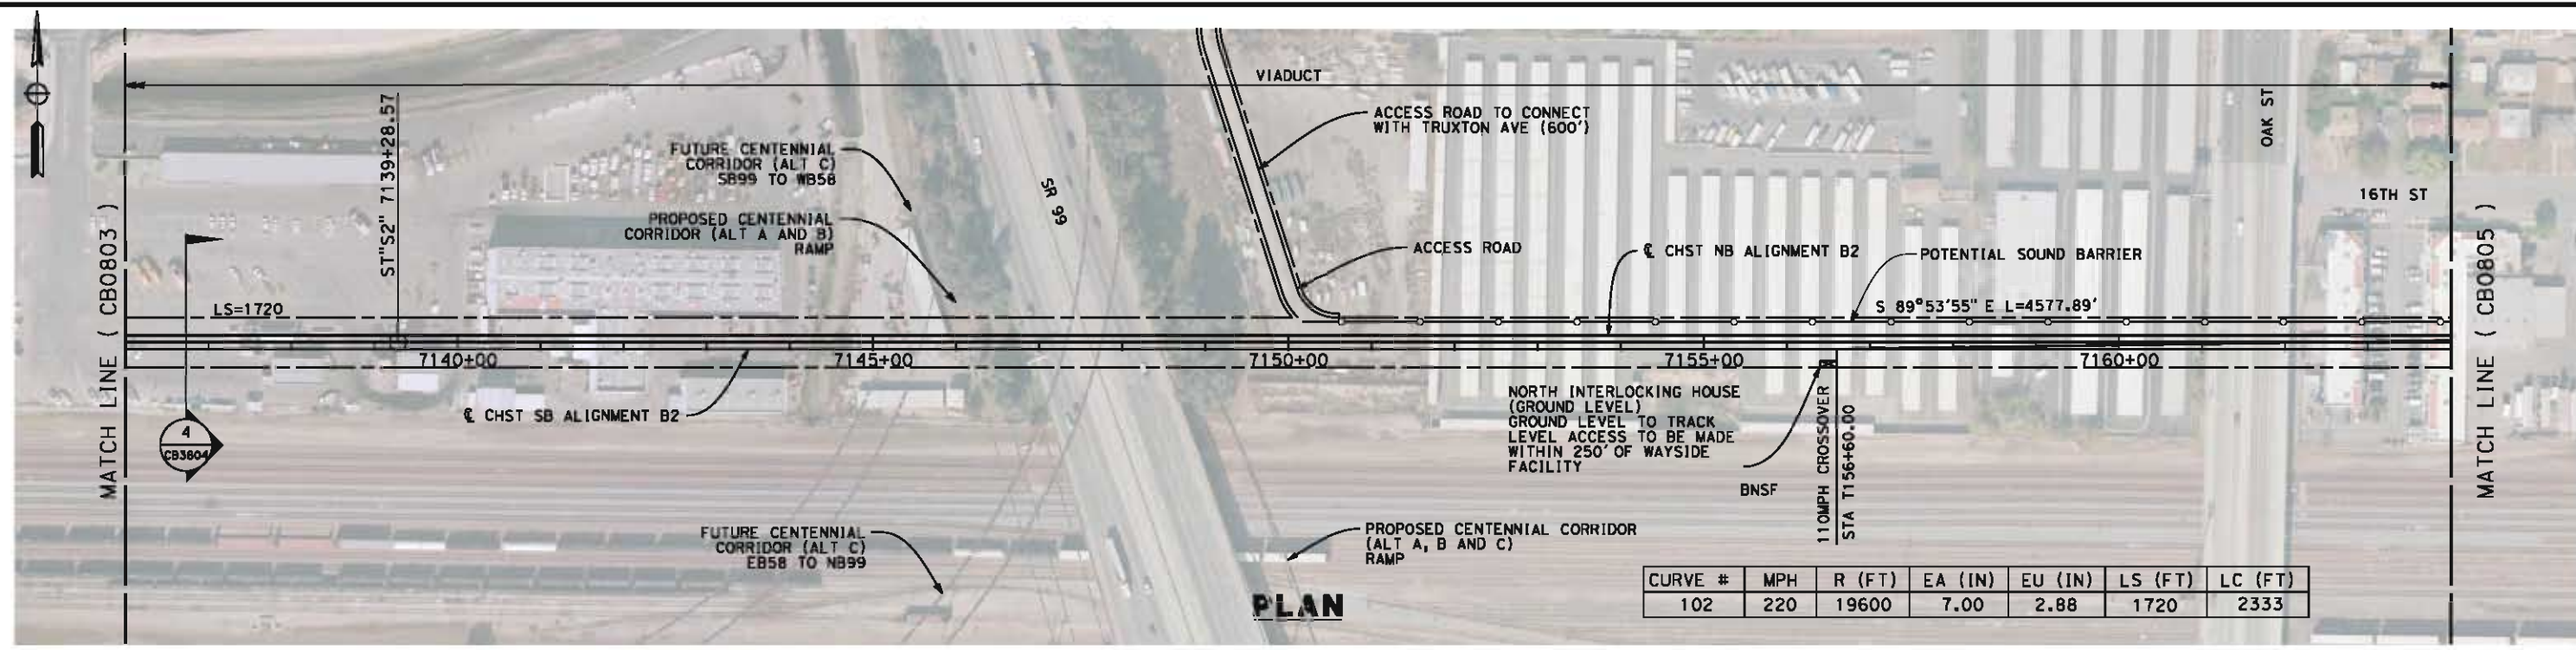 VIADUCT
ACCESS ROAD TO CONNECT
WITH TRUXTON AVE (600')
OAK ST
ST"S2" 7139+28.57
FUTURE CENTENNIAL
CORRIDOR (ALT C)
SB99 TO WB58
SR 99
16TH ST
PROPOSED CENTENNIAL
CORRIDOR (ALT A AND B)
RAMP
ACCESS ROAD
℄ CHST NB ALIGNMENT B2
POTENTIAL SOUND BARRIER
MATCH LINE ( CB0803 )
MATCH LINE ( CB0805 )
LS=1720
S 89°53'55" E L=4577.89'
7140+00
7145+00
7150+00
7155+00
7160+00
℄ CHST SB ALIGNMENT B2
NORTH INTERLOCKING HOUSE
(GROUND LEVEL)
GROUND LEVEL TO TRACK
LEVEL ACCESS TO BE MADE
WITHIN 250' OF WAYSIDE
FACILITY
110MPH CROSSOVER
STA T156+60.00
4
CB3804
BNSF
FUTURE CENTENNIAL
CORRIDOR (ALT C)
EB58 TO NB99
PROPOSED CENTENNIAL CORRIDOR
(ALT A, B AND C)
RAMP
PLAN
CURVE # MPH R (FT) EA (IN) EU (IN) LS (FT) LC (FT)
102 220 19600 7.00 2.88 1720 2333